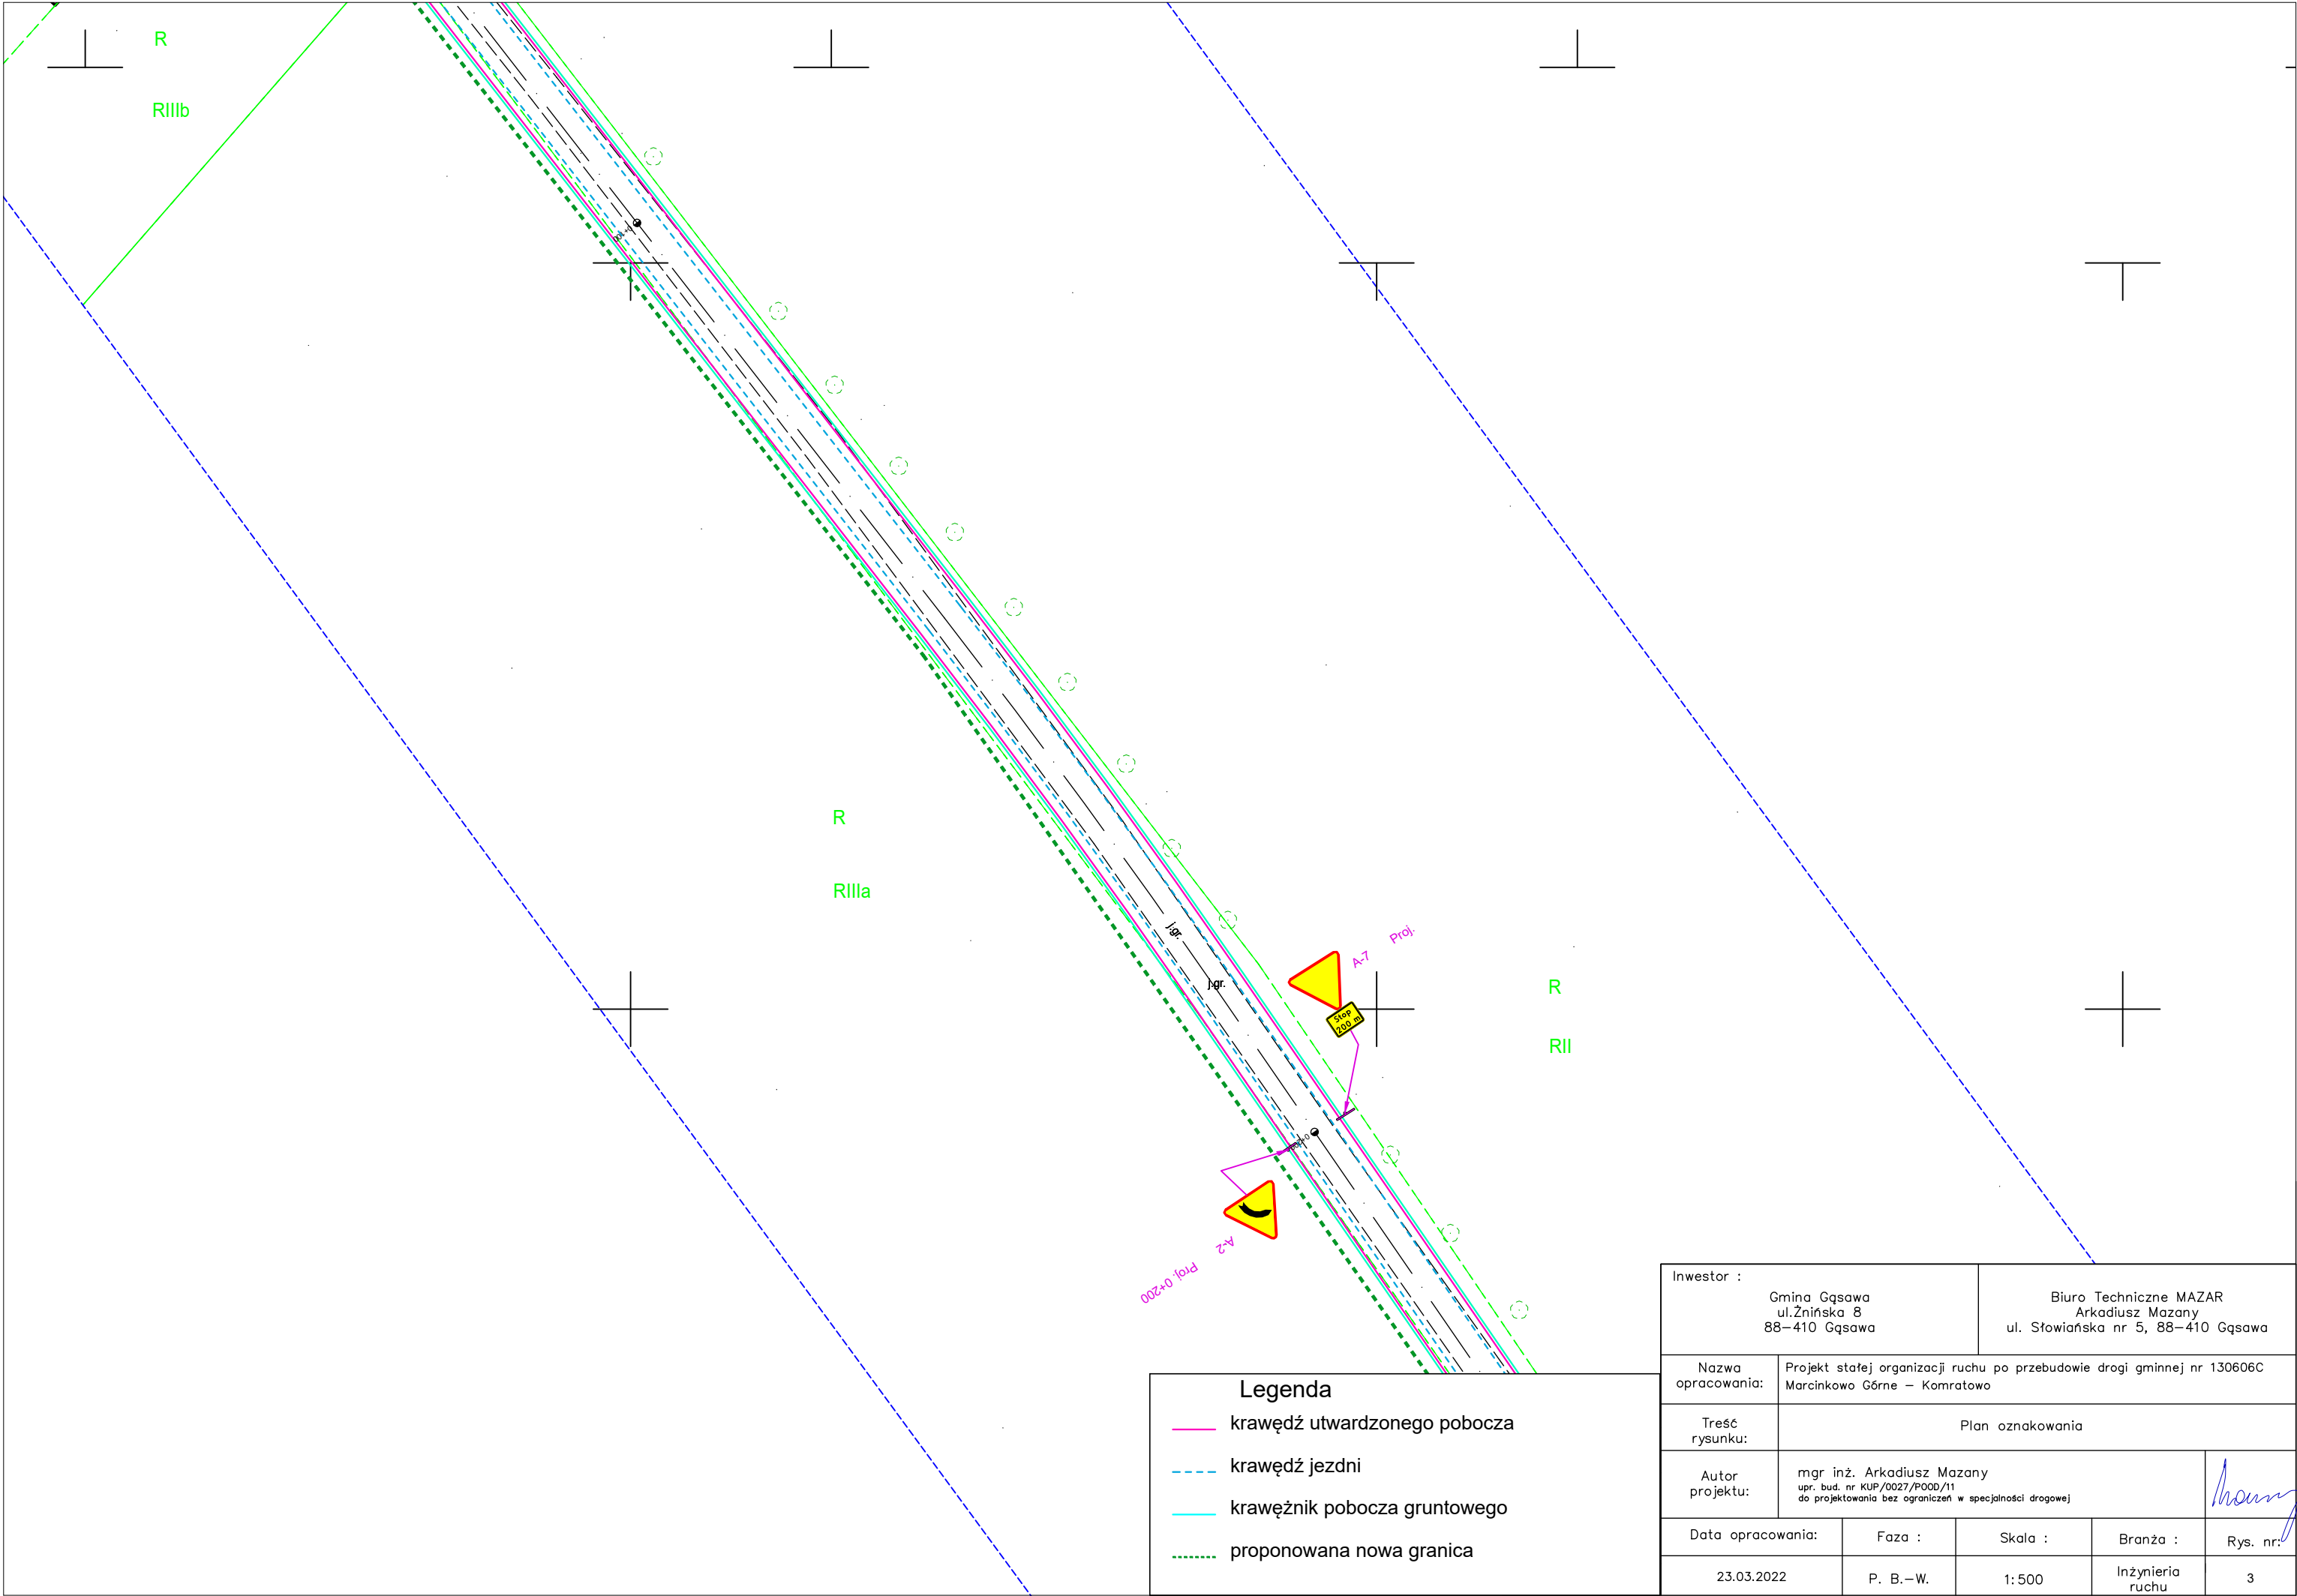 R
RIIIb
0+100
R
RIIIa
j.gr.
j.gr.
A-7 Proj.
Stop
200 m
R
RII
0+200
A-2
Proj. 0+200
Legenda
krawędź utwardzonego pobocza
krawędź jezdni
krawężnik pobocza gruntowego
proponowana nowa granica
Inwestor :
Gmina Gąsawa
ul.Żnińska 8
88-410 Gąsawa
Biuro Techniczne MAZAR
Arkadiusz Mazany
ul. Słowiańska nr 5, 88-410 Gąsawa
Nazwa
opracowania:
Projekt stałej organizacji ruchu po przebudowie drogi gminnej nr 130606C
Marcinkowo Górne - Komratowo
Treść
rysunku:
Plan oznakowania
Autor
projektu:
mgr inż. Arkadiusz Mazany
upr. bud. nr KUP/0027/POOD/11
do projektowania bez ograniczeń w specjalności drogowej
Data opracowania:
Faza :
Skala :
Branża :
Rys. nr:
23.03.2022
P. B.-W.
1:500
Inżynieria
ruchu
3